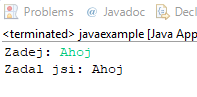 Problems @ Javadoc Decl
<terminated> javaexample [Java App
Zadej: Ahoj
Zadal jsi: Ahoj